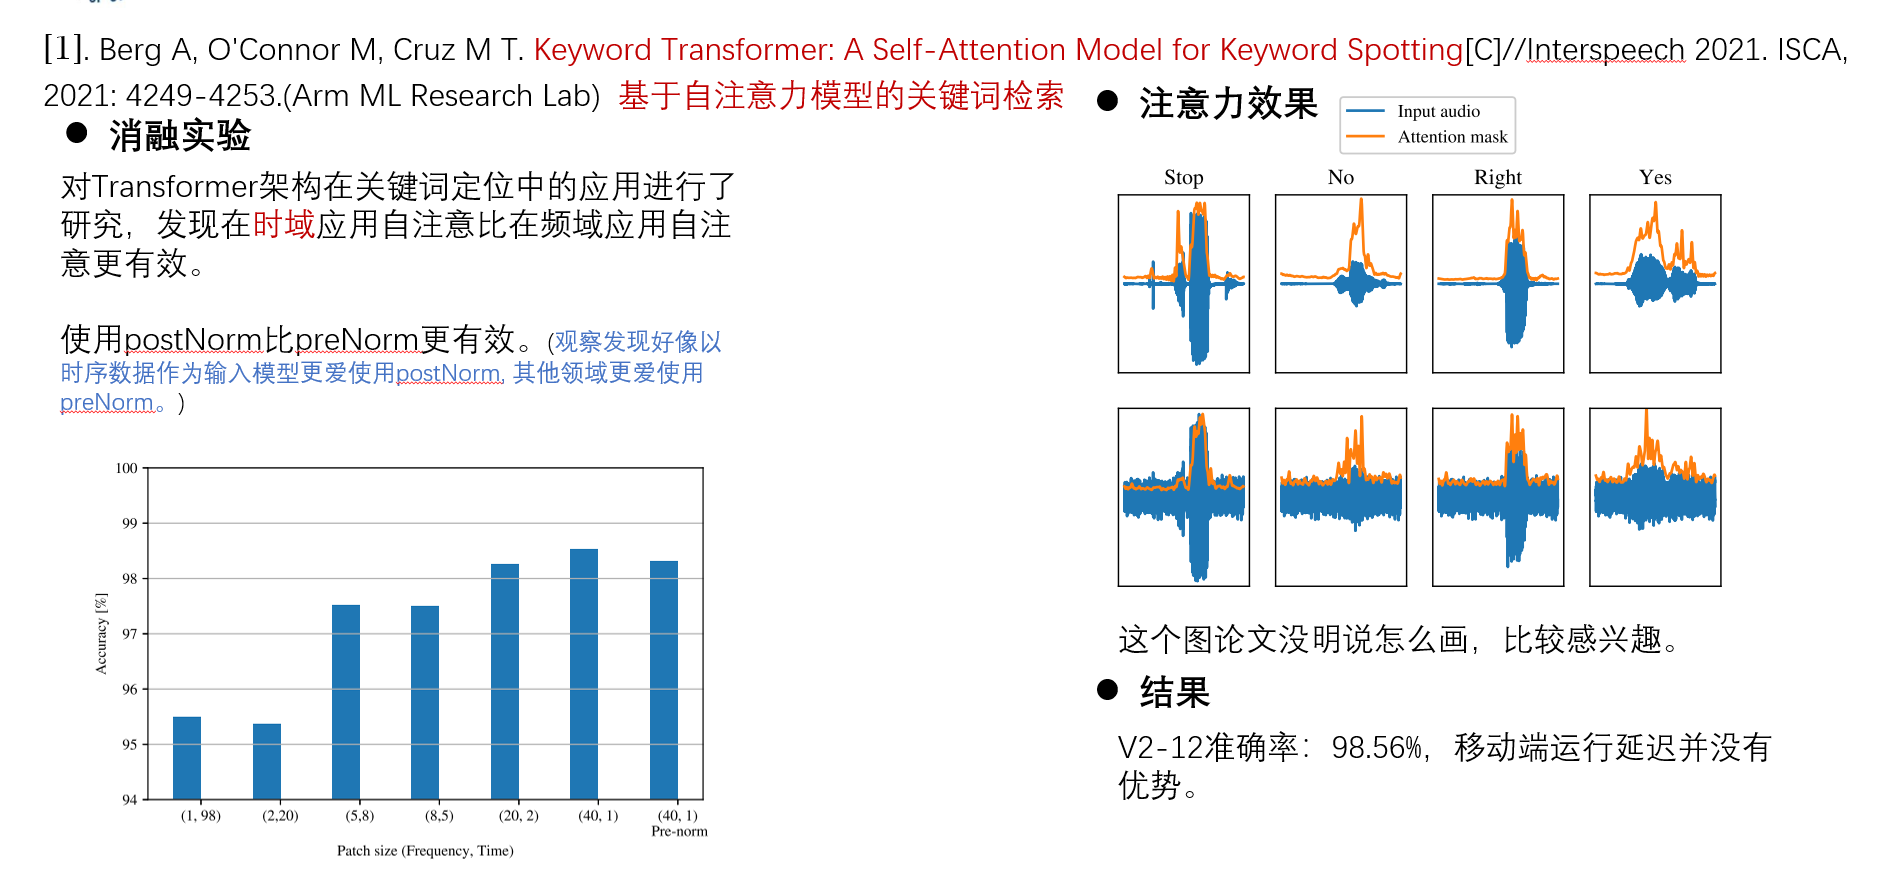 [1]. Berg A, O'Connor M, Cruz M T. Keyword Transformer: A Self-Attention Model for Keyword Spotting[C]//Interspeech 2021. ISCA,
2021: 4249-4253.(Arm ML Research Lab) 基于自注意力模型的关键词检索
● 消融实验
对Transformer架构在关键词定位中的应用进行了
研究，发现在时域应用自注意比在频域应用自注
意更有效。
使用postNorm比preNorm更有效。(观察发现好像以
时序数据作为输入模型更爱使用postNorm, 其他领域更爱使用
preNorm。)
100
99
98
97
96
95
94
Accuracy [%]
(1, 98) (2,20) (5,8) (8,5) (20, 2) (40, 1) (40, 1)
Pre-norm
Patch size (Frequency, Time)
● 注意力效果
Input audio
Attention mask
Stop No Right Yes
这个图论文没明说怎么画，比较感兴趣。
● 结果
V2-12准确率：98.56%，移动端运行延迟并没有
优势。